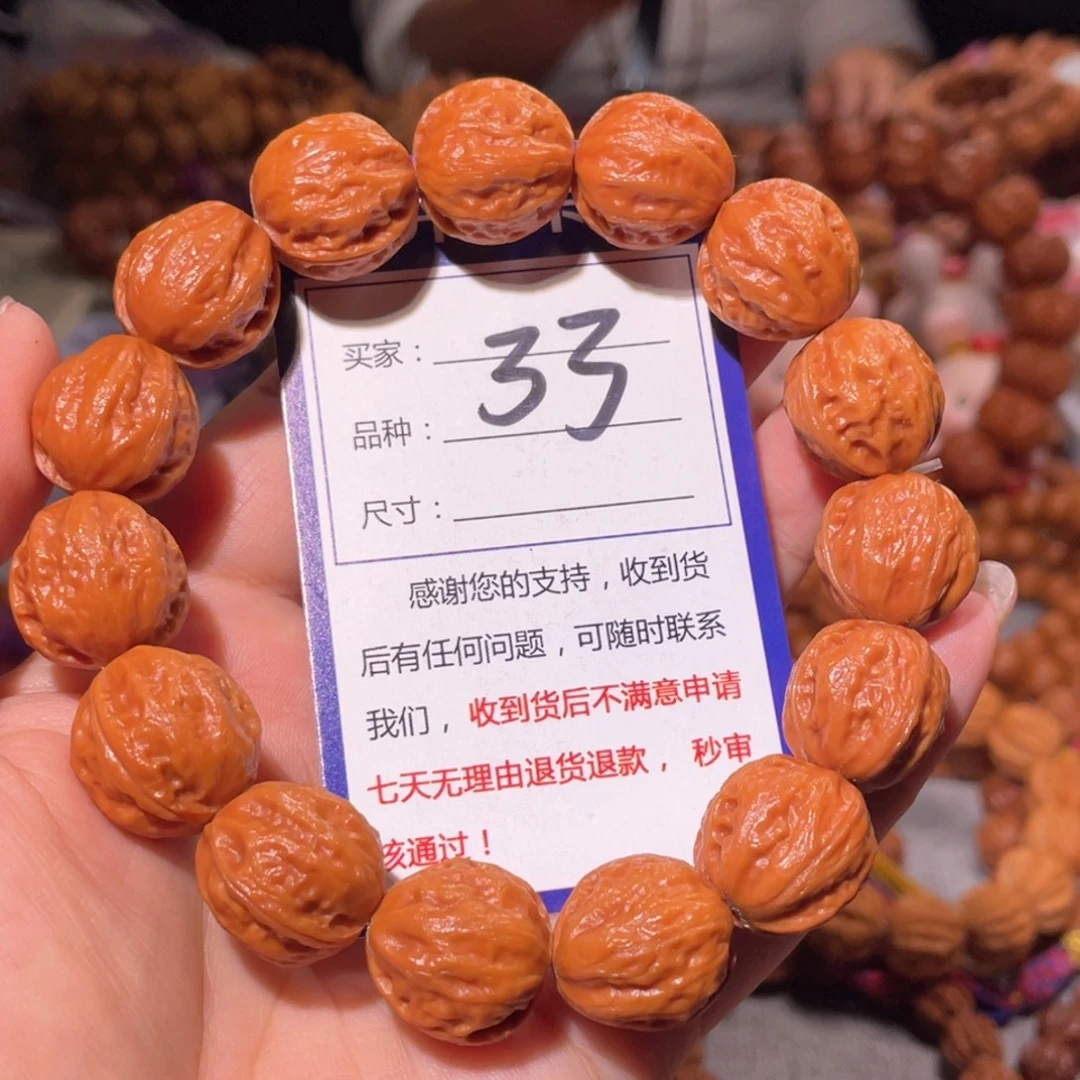 买家：33
品种：
尺寸：
感谢您的支持，收到货
后有任何问题，可随时联系
我们，收到货后不满意申请
七天无理由退货退款，秒审
核通过！